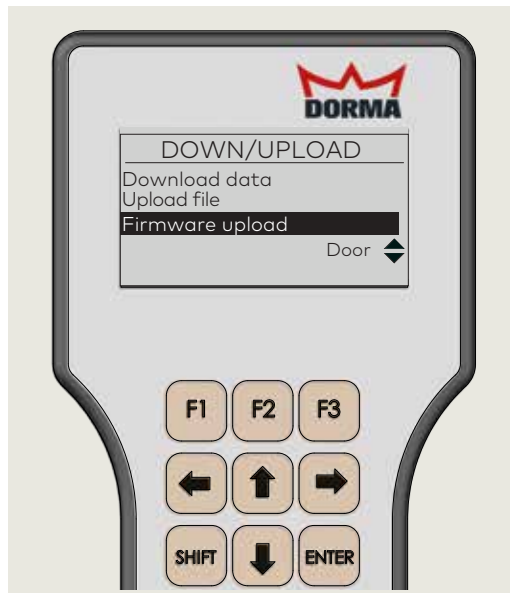 DORMA
DOWN/UPLOAD
Download data
Upload file
Firmware upload
Door
F1 F2 F3
SHIFT ENTER